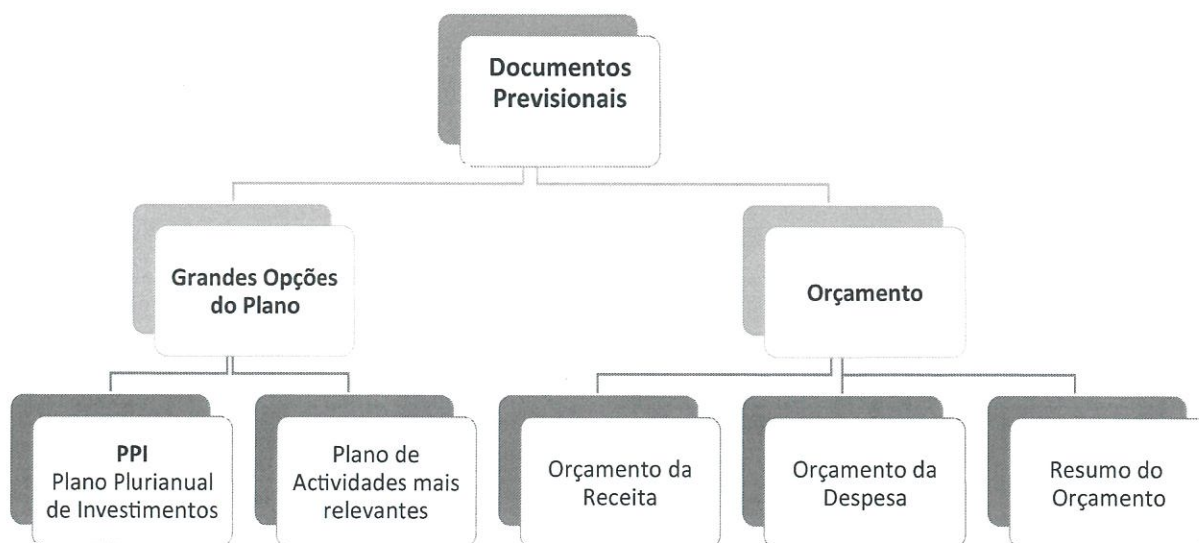 Documentos
Previsionais
Grandes Opções
do Plano
Orçamento
PPI
Plano Plurianual
de Investimentos
Plano de
Actividades mais
relevantes
Orçamento da
Receita
Orçamento da
Despesa
Resumo do
Orçamento